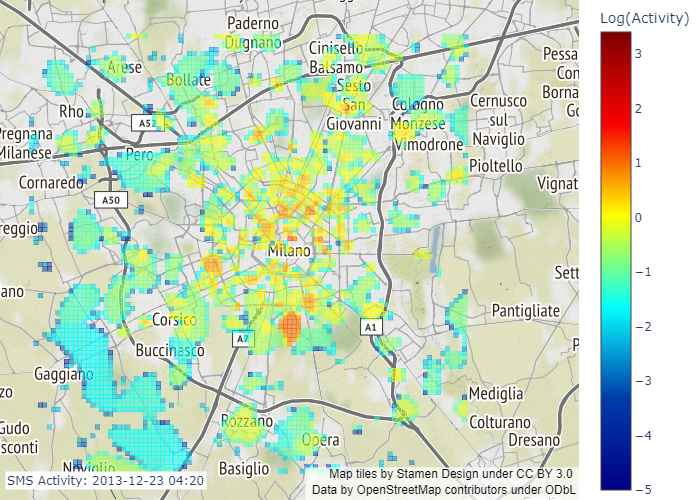 Paderno
Dugnano
Cinisello
Balsamo
Arese
Bollate
Sesto
San
Giovanni
Pessa
Con
Borna
Go
Rho
A52
Cologno
Monzese
Cernusco
sul
Naviglio
Pregnana
Milanese
Pero
Vimodrone
Pioltello
Cornaredo
Vignat
A50
reggio
Milano
Sett
ano
Corsico
Pantigliate
A7
A1
Buccinasco
P
Gaggiano
Mediglia
zo
Rozzano
Colturano
Gudo
sconti
Opera
Dresano
Noviglio
Basiglio
SMS Activity: 2013-12-23 04:20
Map tiles by Stamen Design under CC BY 3.0
Data by OpenStreetMap contributors under ODbL
Log(Activity)
3
2
1
0
−1
−2
−3
−4
−5